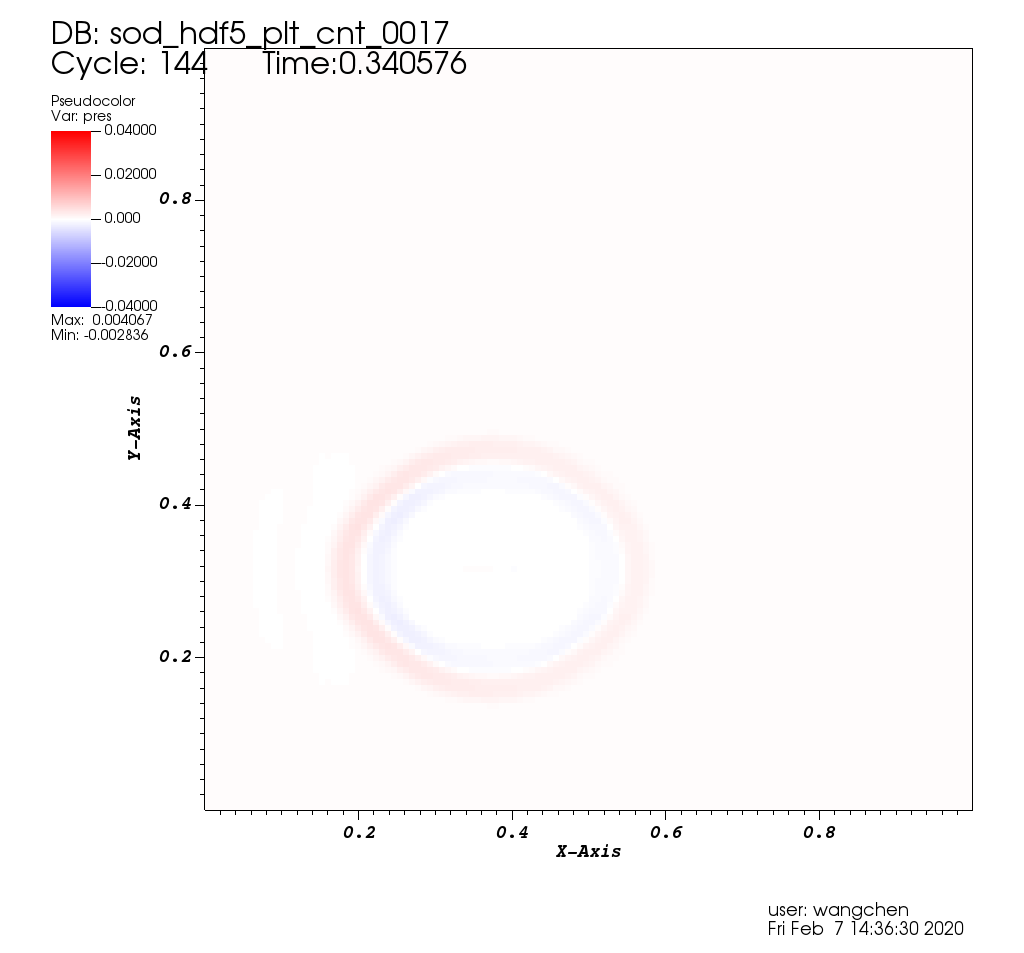 DB: sod_hdf5_plt_cnt_0017
Cycle: 144 Time:0.340576
Pseudocolor
Var: pres
0.04000
0.02000
0.000
-0.02000
-0.04000
Max: 0.004067
Min: -0.002836
0.8
0.6
0.4
0.2
Y-Axis
0.2 0.4 0.6 0.8
X-Axis
user: wangchen
Fri Feb 7 14:36:30 2020